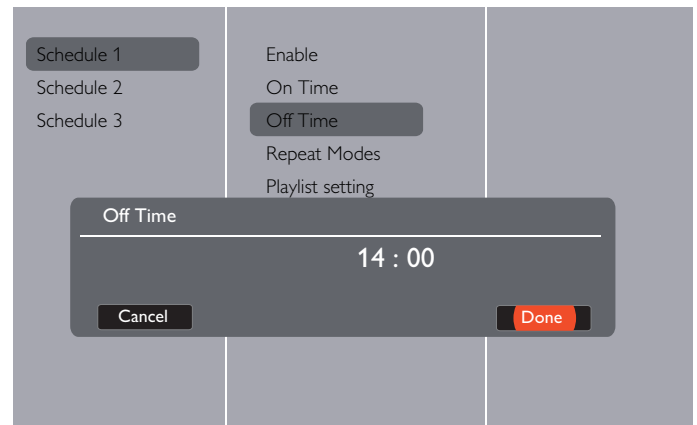 Schedule 1
Schedule 2
Schedule 3
Enable
On Time
Off Time
Repeat Modes
Playlist setting
Off Time
14 : 00
Cancel
Done